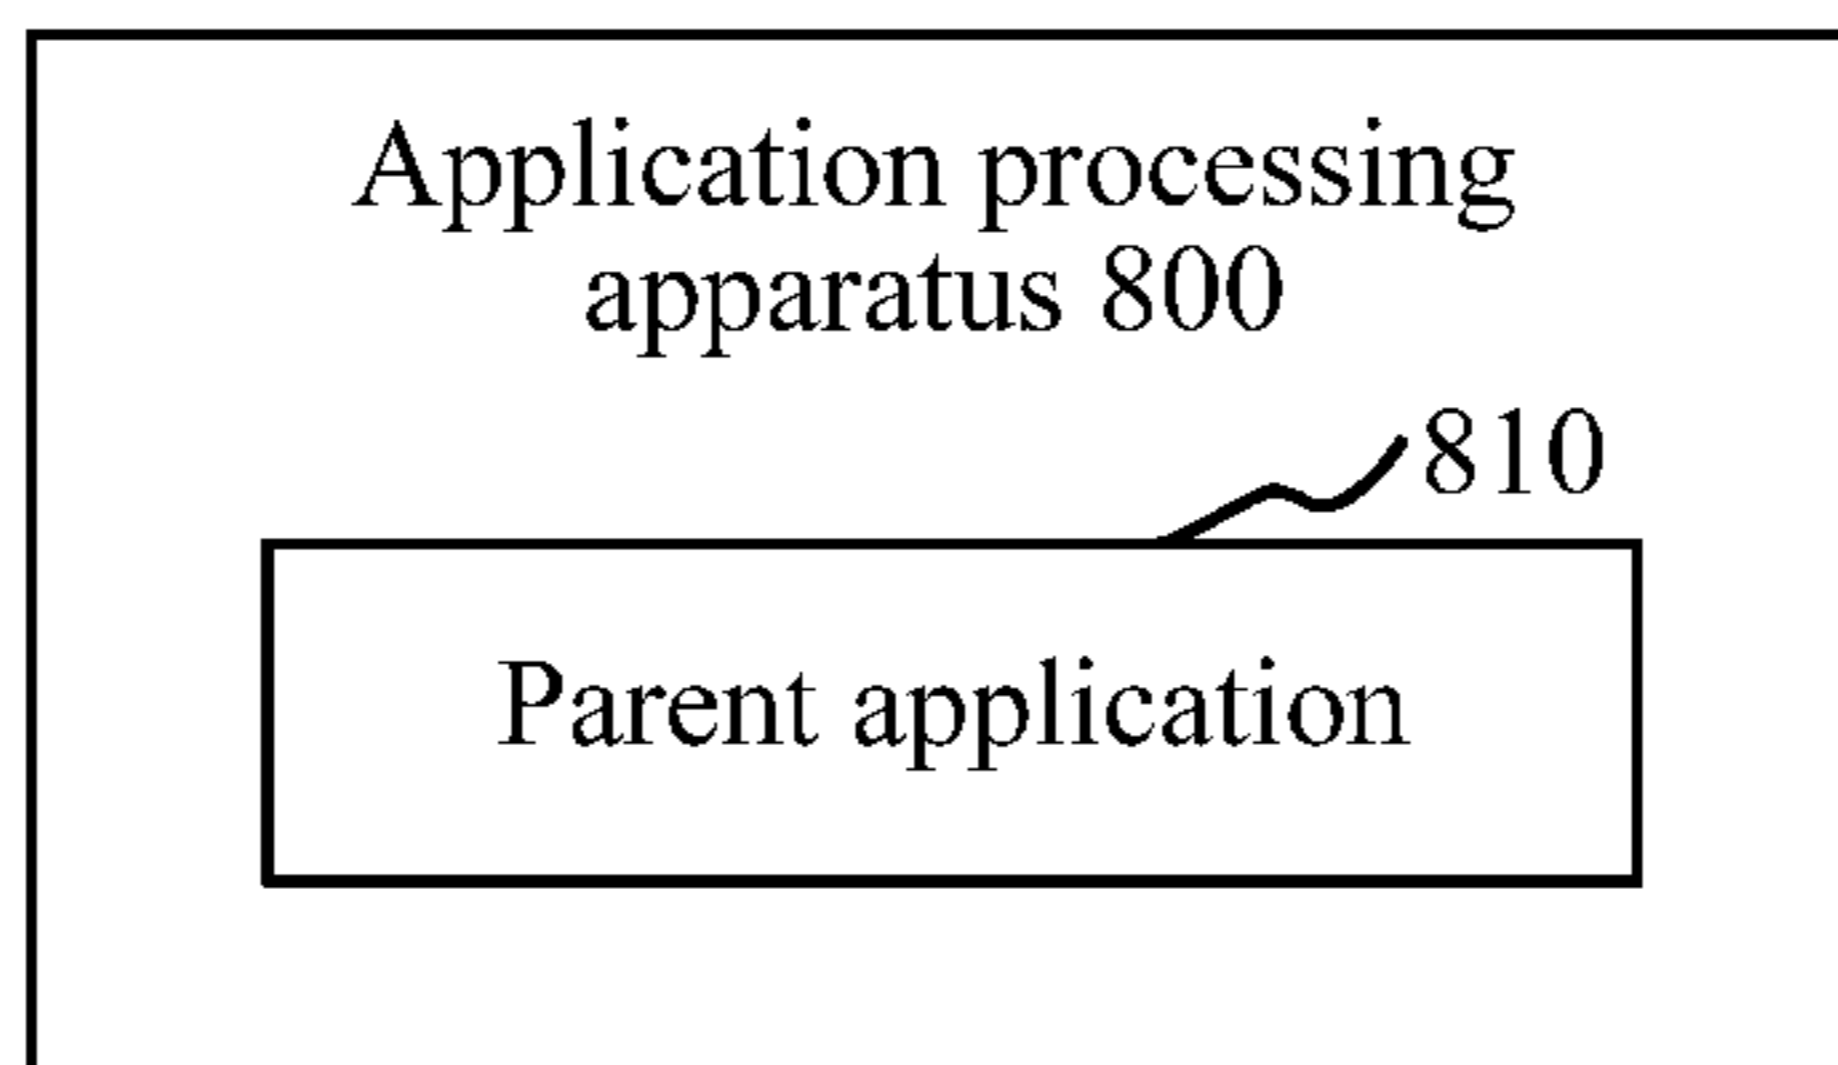 Application processing
apparatus 800
810
Parent application